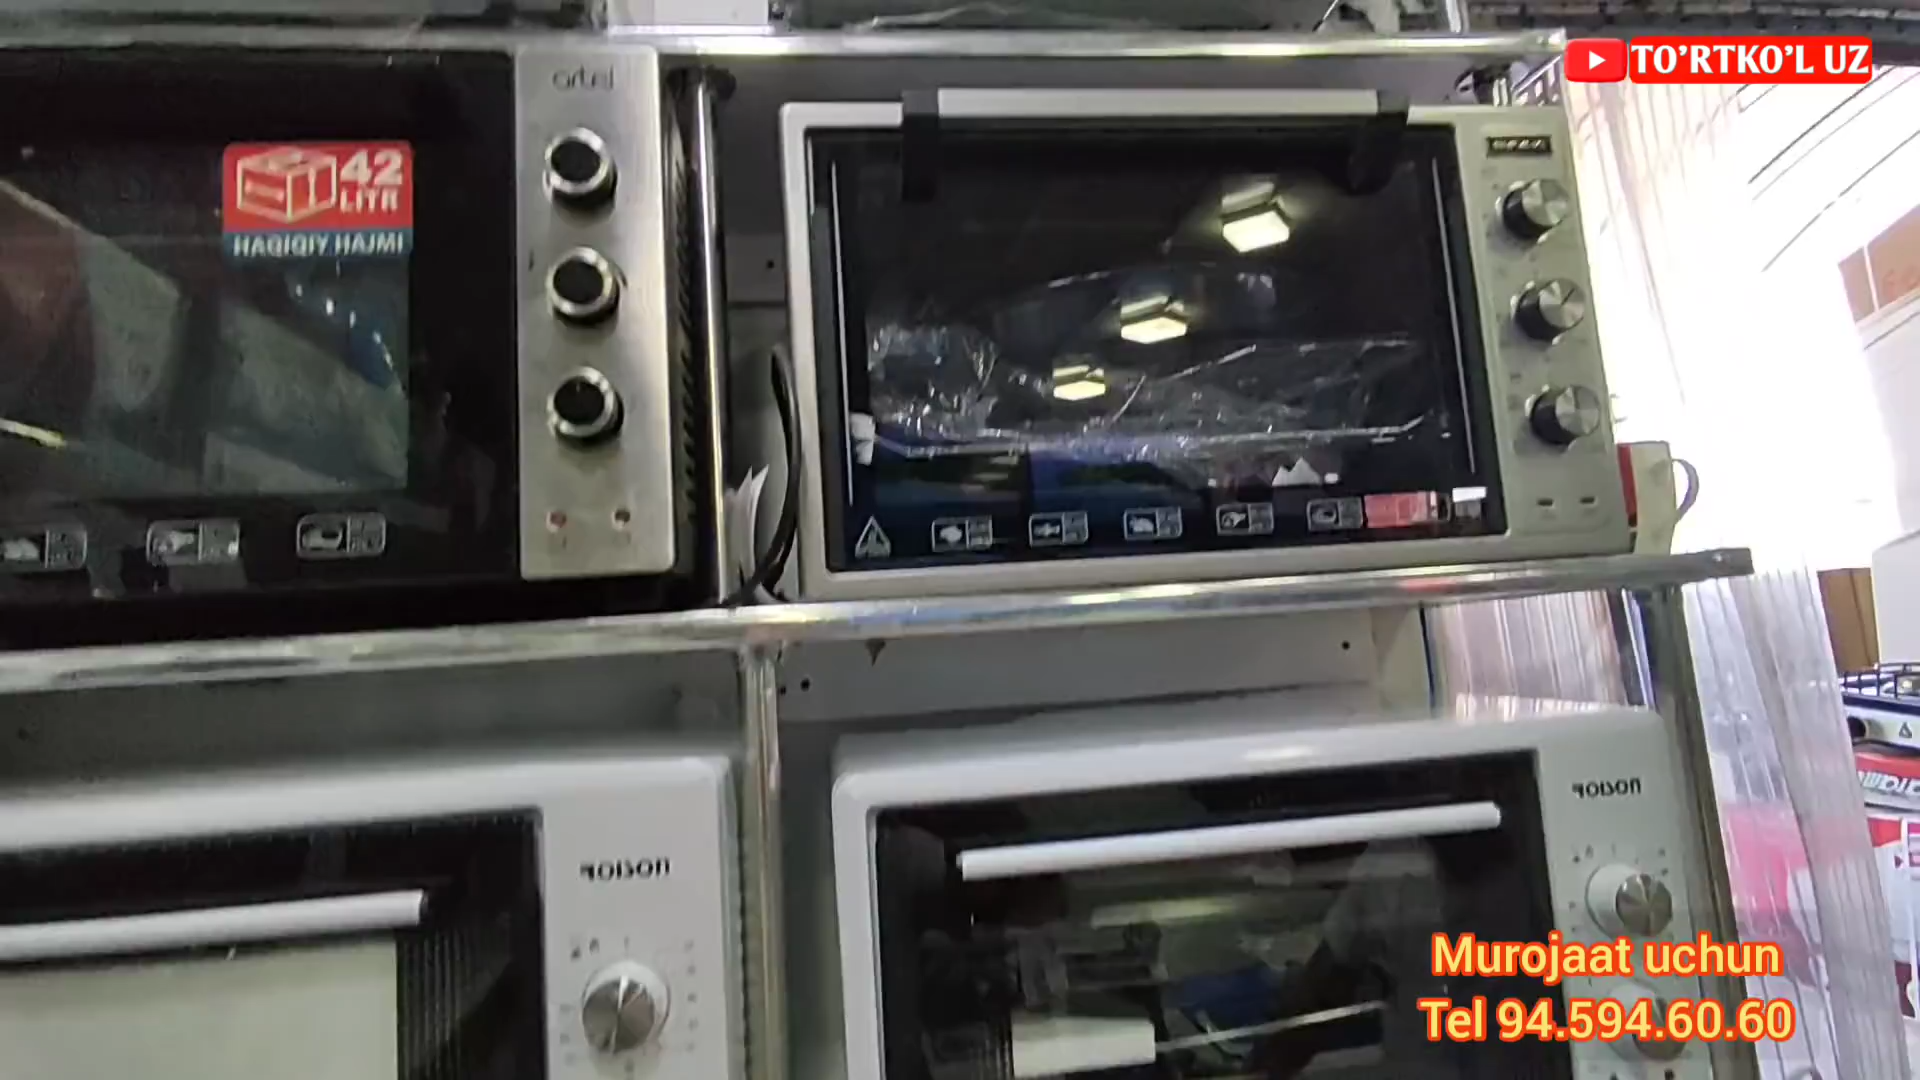 TO’RTKO’L UZ
artel
42
LITR
HAQIQIY HAJMI
ROISON
ROISON
Murojaat uchun
Tel 94.594.60.60